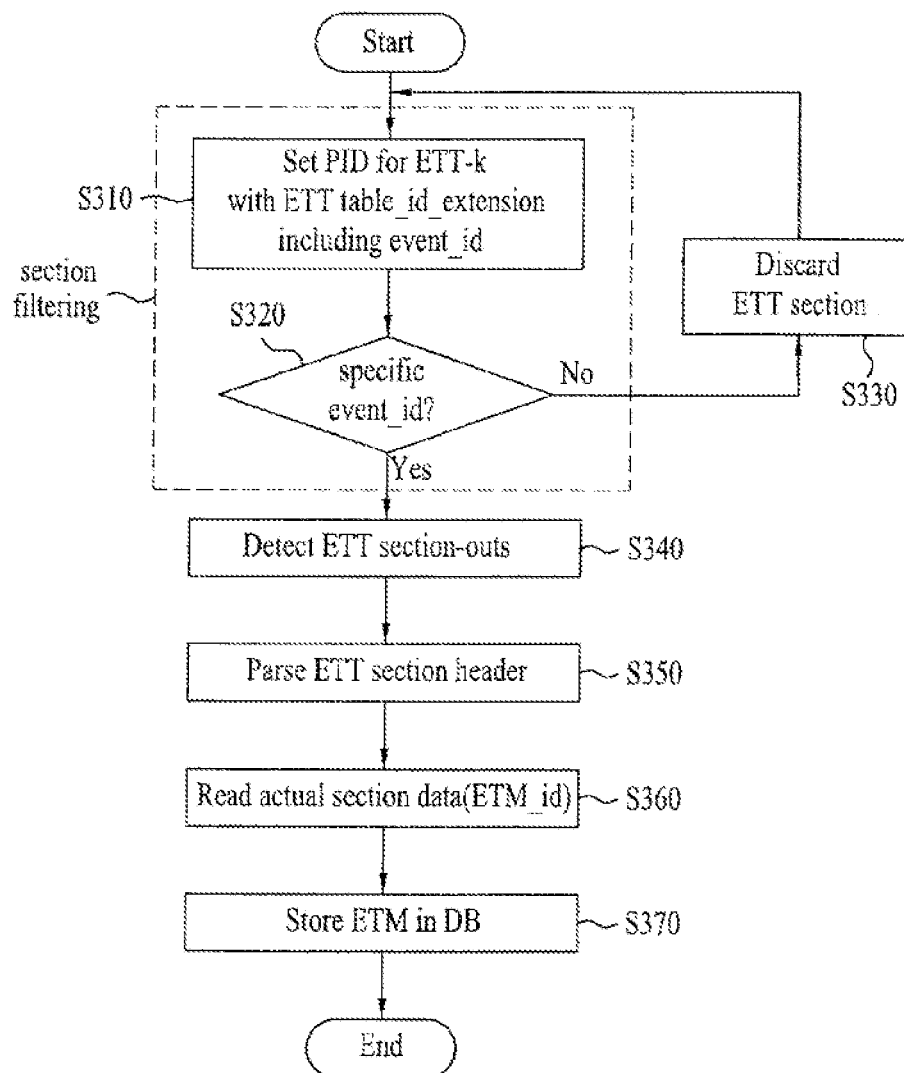 Start
S310
Set PID for ETT-k
with ETT table_id_extension
including event_id
section
filtering
S320
specific
event_id?
No
Yes
Discard
ETT section
S330
Detect ETT section-outs
S340
Parse ETT section header
S350
Read actual section data(ETM_id)
S360
Store ETM in DB
S370
End